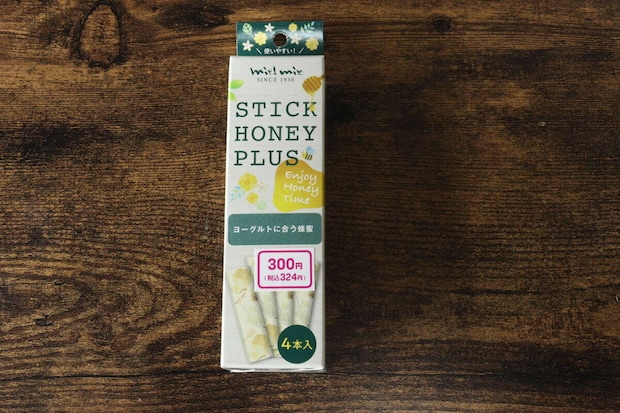 使いやすい!
miel mie
SINCE 1930
STICK
HONEY
PLUS
Enjoy
Honey
Time
ヨーグルトに合う蜂蜜
300円
(税込324円)
4本入